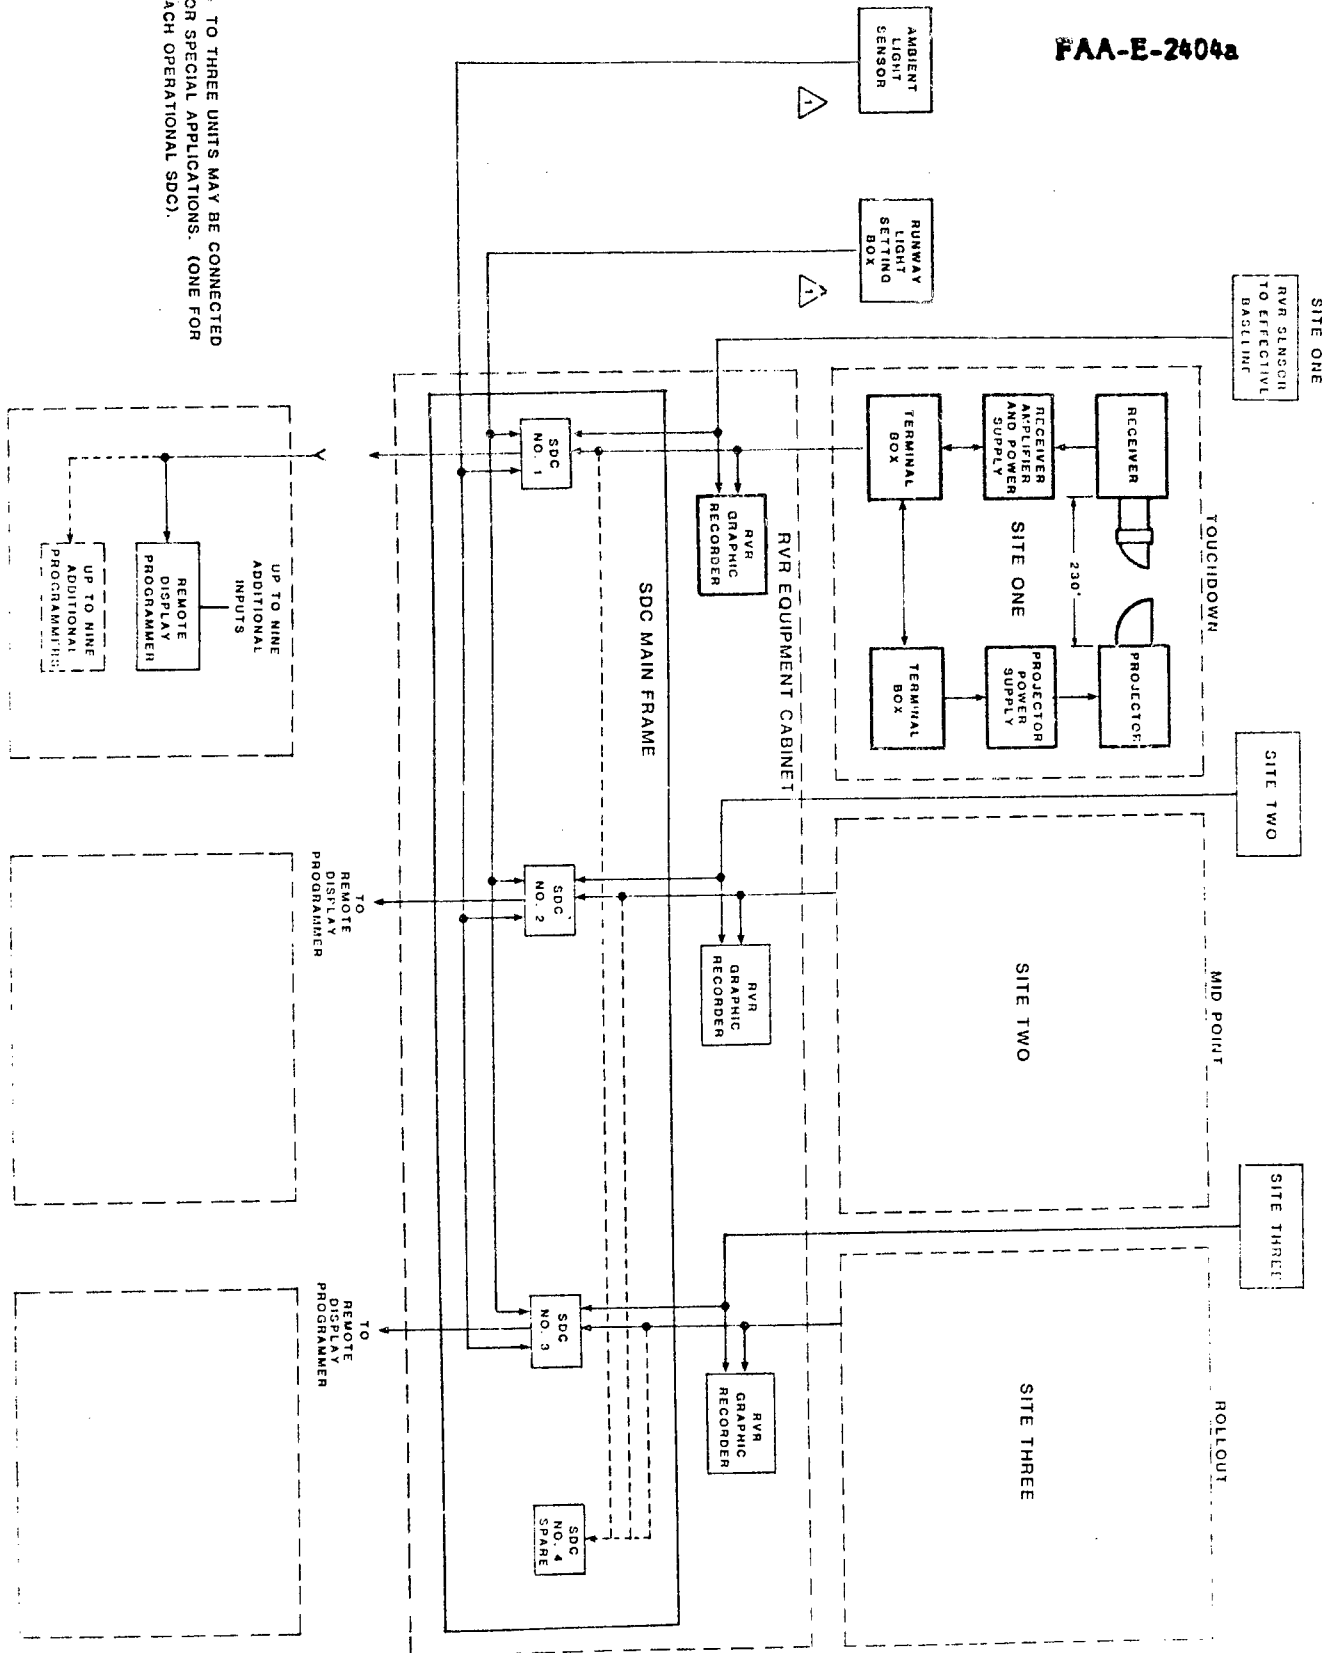 FAA-E-2404a
SITE ONE
RVR SENSOR
TO EFFECTIVE
BASELINE
SITE TWO
SITE THREE
TOUCHDOWN
MID POINT
ROLLOUT
RECEIVER
230'
PROJECTOR
RECEIVER
AMPLIFIER
AND POWER
SUPPLY
SITE ONE
PROJECTOR
POWER
SUPPLY
TERMINAL
BOX
TERMINAL
BOX
SITE TWO
SITE THREE
AMBIENT
LIGHT
SENSOR
1
RUNWAY
LIGHT
SETTING
BOX
1
RVR EQUIPMENT CABINET
RVR
GRAPHIC
RECORDER
RVR
GRAPHIC
RECORDER
RVR
GRAPHIC
RECORDER
SDC MAIN FRAME
SDC
NO. 1
SDC
NO. 2
SDC
NO. 3
SDC
NO. 4
SPARE
TO
REMOTE
DISPLAY
PROGRAMMER
TO
REMOTE
DISPLAY
PROGRAMMER
UP TO NINE
ADDITIONAL
INPUTS
REMOTE
DISPLAY
PROGRAMMER
UP TO NINE
ADDITIONAL
PROGRAMMERS
TO THREE UNITS MAY BE CONNECTED
OR SPECIAL APPLICATIONS. (ONE FOR
ACH OPERATIONAL SDC).